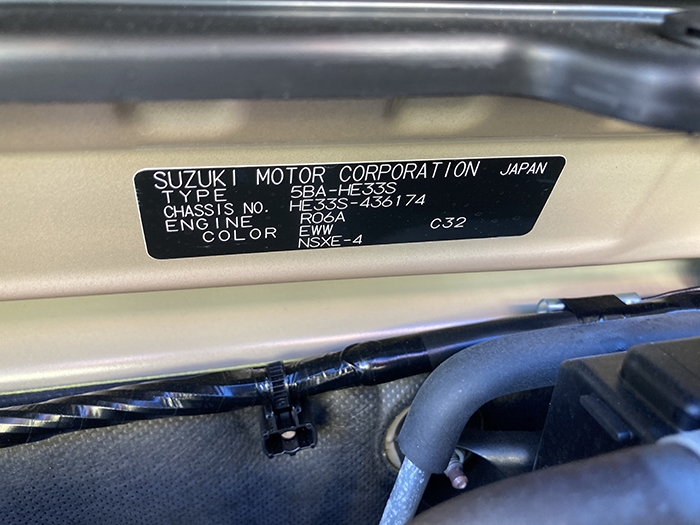 SUZUKI MOTOR CORPORATION JAPAN
TYPE 5BA-HE33S
CHASSIS NO. HE33S-436174
ENGINE R06A C32
COLOR EWW
NSXE-4